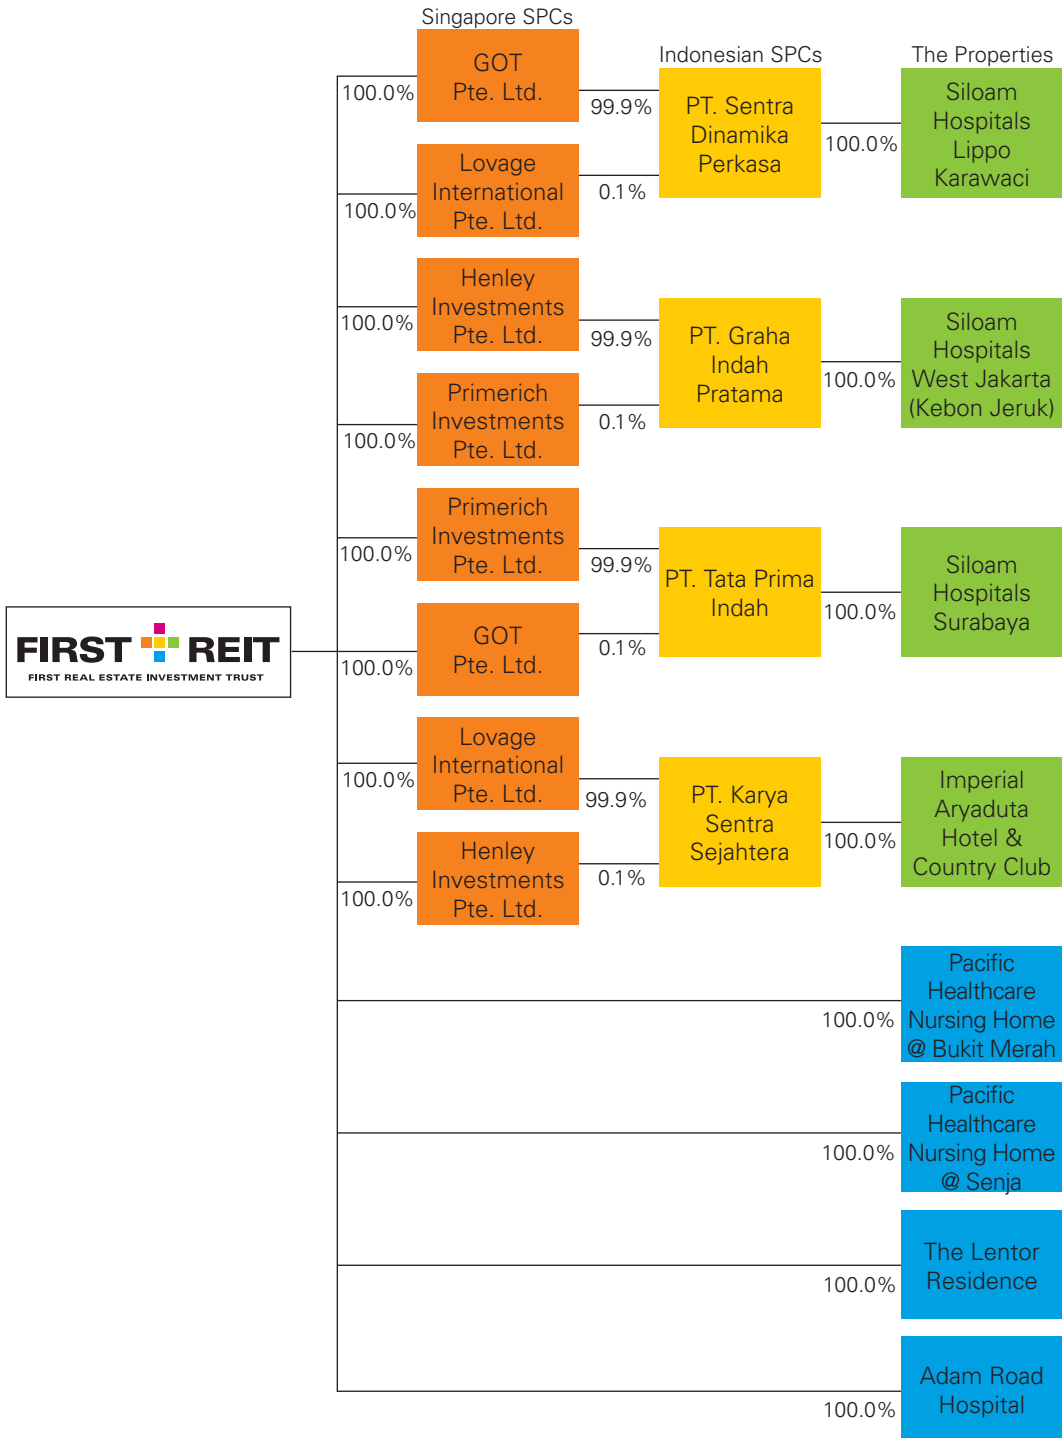 Singapore SPCs
Indonesian SPCs
The Properties
FIRST REIT
FIRST REAL ESTATE INVESTMENT TRUST
100.0%
GOT
Pte. Ltd.
99.9%
100.0%
Lovage
International
Pte. Ltd.
0.1%
PT. Sentra
Dinamika
Perkasa
100.0%
Siloam
Hospitals
Lippo
Karawaci
100.0%
Henley
Investments
Pte. Ltd.
99.9%
100.0%
Primerich
Investments
Pte. Ltd.
0.1%
PT. Graha
Indah
Pratama
100.0%
Siloam
Hospitals
West Jakarta
(Kebon Jeruk)
100.0%
Primerich
Investments
Pte. Ltd.
99.9%
100.0%
GOT
Pte. Ltd.
0.1%
PT. Tata Prima
Indah
100.0%
Siloam
Hospitals
Surabaya
100.0%
Lovage
International
Pte. Ltd.
99.9%
100.0%
Henley
Investments
Pte. Ltd.
0.1%
PT. Karya
Sentra
Sejahtera
100.0%
Imperial
Aryaduta
Hotel &
Country Club
100.0%
Pacific
Healthcare
Nursing Home
@ Bukit Merah
100.0%
Pacific
Healthcare
Nursing Home
@ Senja
100.0%
The Lentor
Residence
100.0%
Adam Road
Hospital